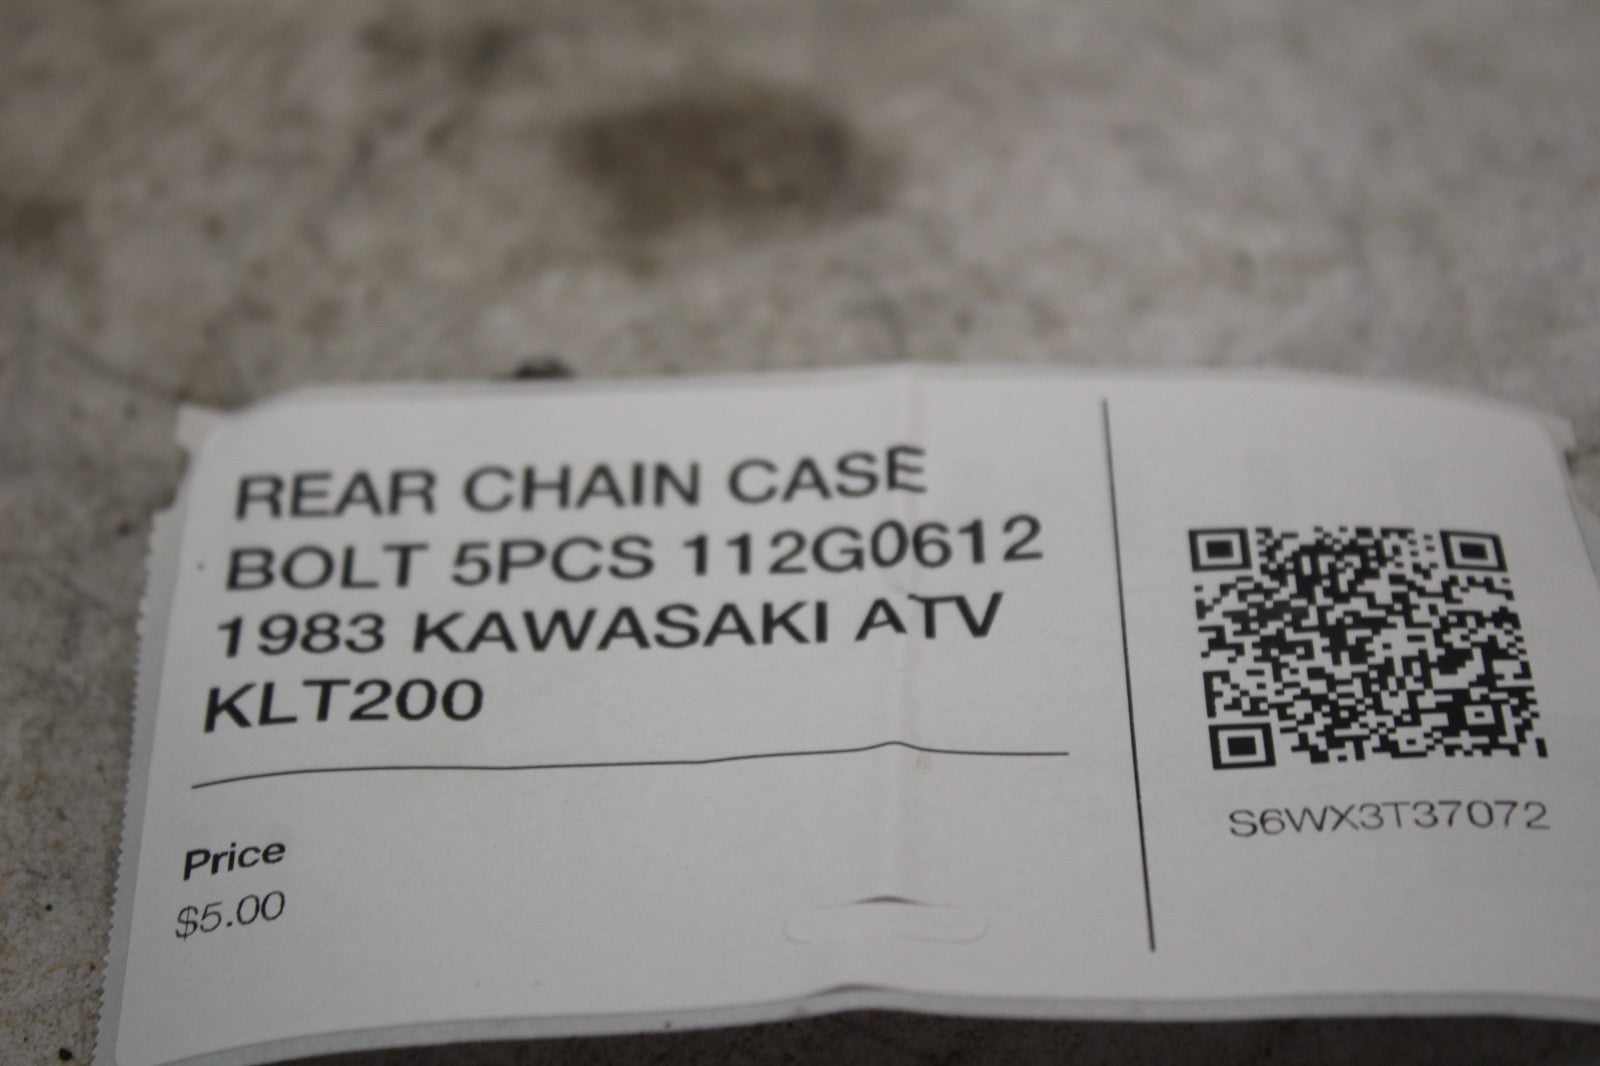 REAR CHAIN CASE
BOLT 5PCS 112G0612
1983 KAWASAKI ATV
KLT200
Price
$5.00
S6WX3T37072